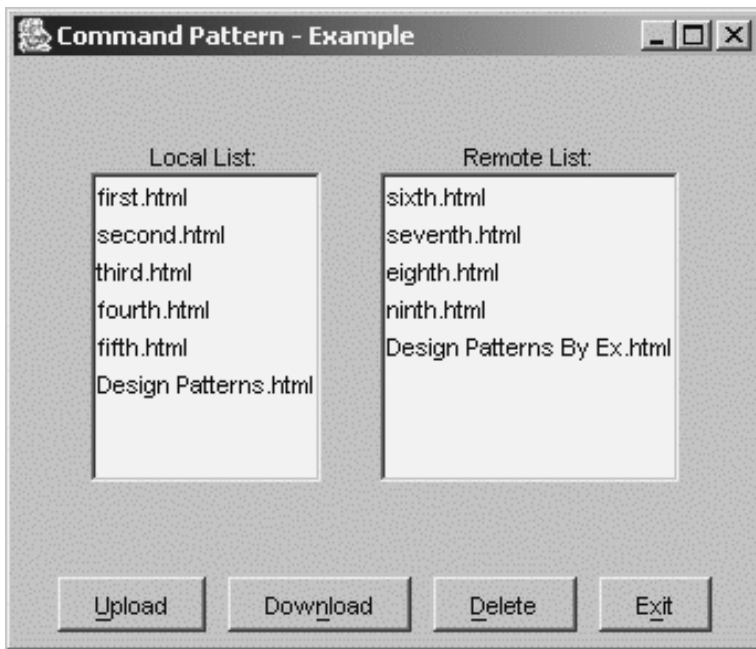 Command Pattern - Example
Local List:
first.html
second.html
third.html
fourth.html
fifth.html
Design Patterns.html
Remote List:
sixth.html
seventh.html
eighth.html
ninth.html
Design Patterns By Ex.html
Upload
Download
Delete
Exit